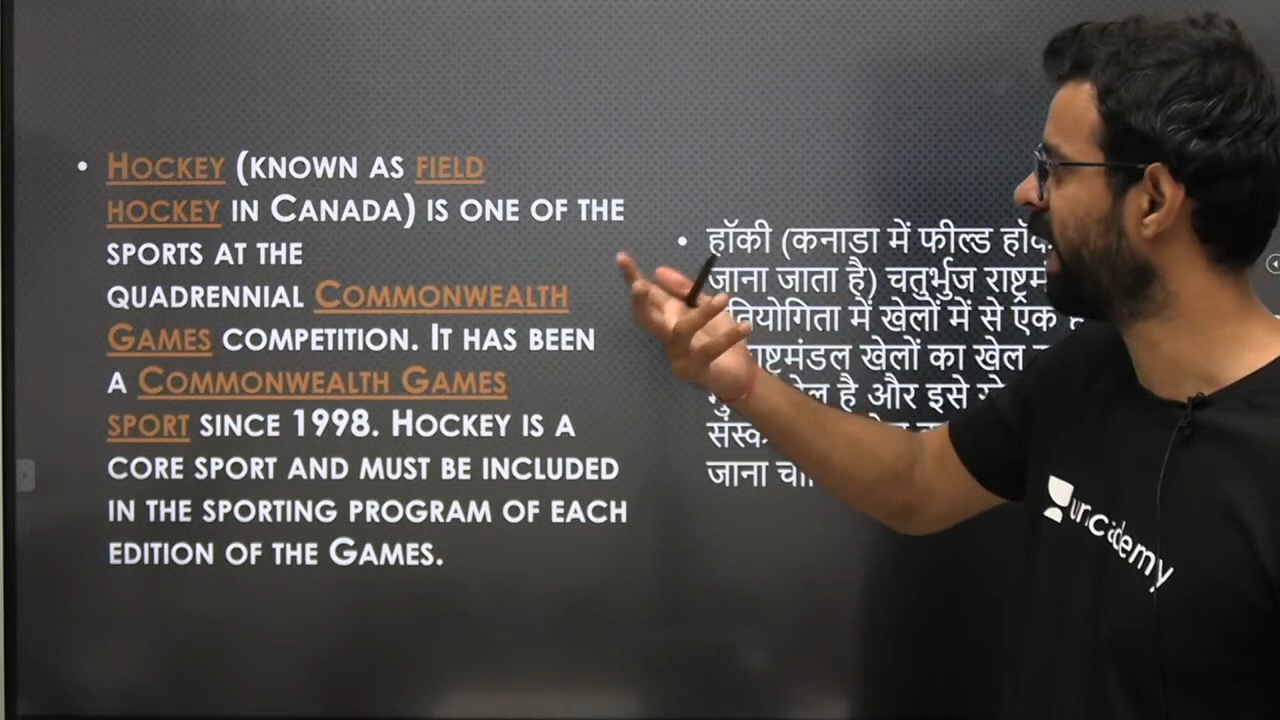 • HOCKEY (KNOWN AS FIELD
HOCKEY IN CANADA) IS ONE OF THE
SPORTS AT THE
QUADRENNIAL COMMONWEALTH
GAMES COMPETITION. IT HAS BEEN
A COMMONWEALTH GAMES
SPORT SINCE 1998. HOCKEY IS A
CORE SPORT AND MUST BE INCLUDED
IN THE SPORTING PROGRAM OF EACH
EDITION OF THE GAMES.
• हॉकी (कनाडा में फील्ड
जाना जाता है) चतुर्भुज
में खेलों में से एक
खेलों का खेल
है और इसे
जाना
unacademy